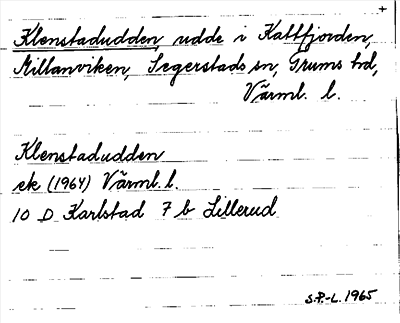 +
Klenstadudden, udde i Kattfjorden,
Millanviken, Segerstads sn, Grums hd,
Värml. l.
Klenstadudden
ek (1964) Värml. l.
10 D Karlstad 7 b Lillerud
S.P.-L. 1965